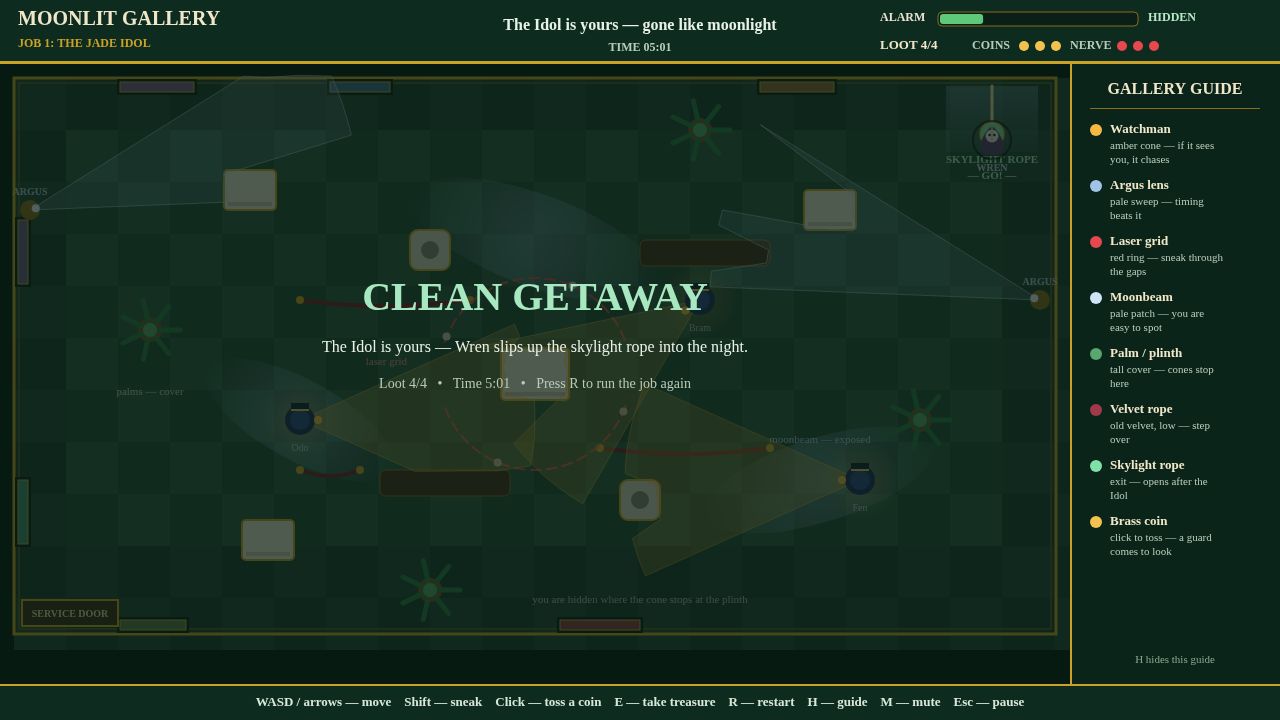 MOONLIT GALLERY
JOB 1: THE JADE IDOL
The Idol is yours — gone like moonlight
TIME 05:01
ALARM
HIDDEN
LOOT 4/4
COINS
NERVE
ARGUS
SKYLIGHT ROPE
WREN
— GO! —
ARGUS
CLEAN GETAWAY
Bram
The Idol is yours — Wren slips up the skylight rope into the night.
laser grid
Loot 4/4 • Time 5:01 • Press R to run the job again
palms — cover
moonbeam — exposed
Odo
Fen
you are hidden where the cone stops at the plinth
SERVICE DOOR
GALLERY GUIDE
Watchman
amber cone — if it sees
you, it chases
Argus lens
pale sweep — timing
beats it
Laser grid
red ring — sneak through
the gaps
Moonbeam
pale patch — you are
easy to spot
Palm / plinth
tall cover — cones stop
here
Velvet rope
old velvet, low — step
over
Skylight rope
exit — opens after the
Idol
Brass coin
click to toss — a guard
comes to look
H hides this guide
WASD / arrows — move Shift — sneak Click — toss a coin E — take treasure R — restart H — guide M — mute Esc — pause